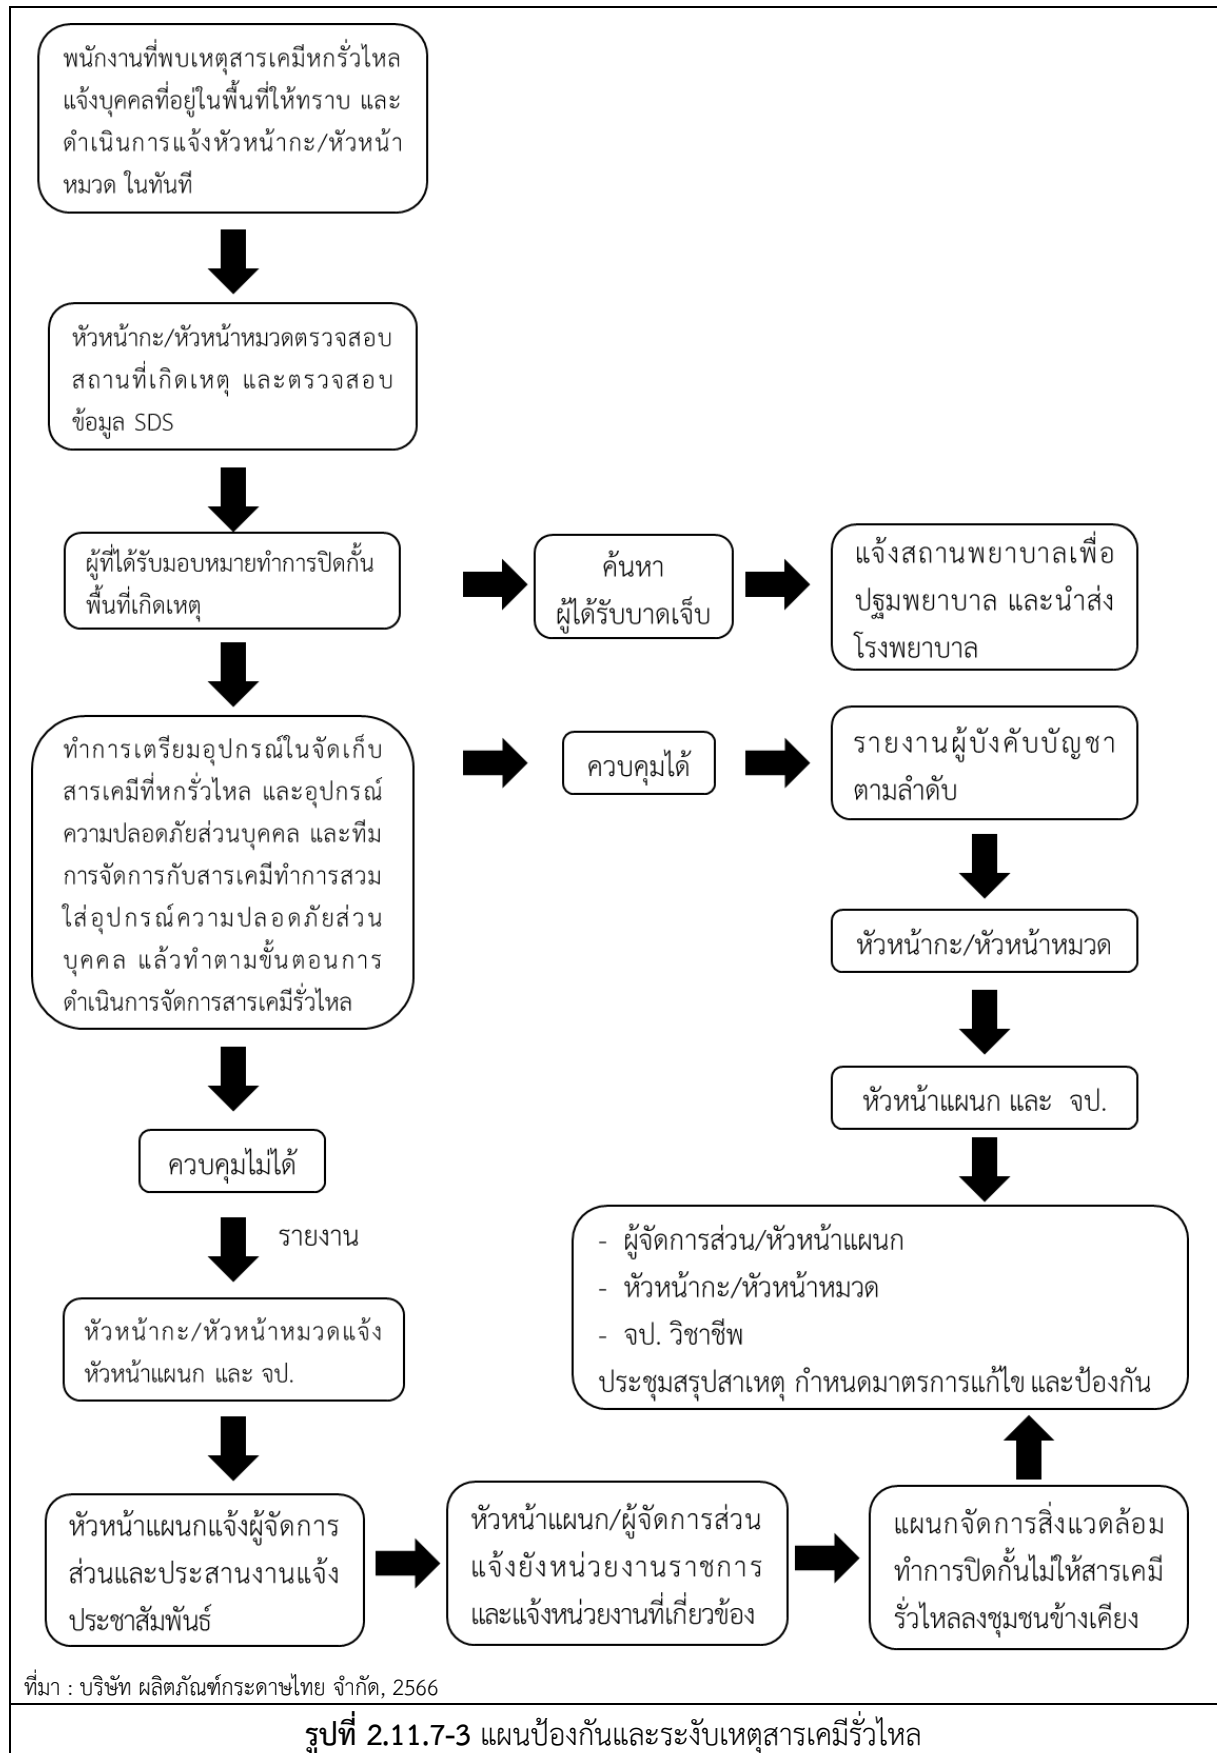 พนักงานที่พบเหตุสารเคมีหกรั่วไหล
แจ้งบุคคลที่อยู่ในพื้นที่ให้ทราบ และ
ดำเนินการแจ้งหัวหน้ากะ/หัวหน้า
หมวด ในทันที
หัวหน้ากะ/หัวหน้าหมวดตรวจสอบ
สถานที่เกิดเหตุ และตรวจสอบ
ข้อมูล SDS
ผู้ที่ได้รับมอบหมายทำการปิดกั้น
พื้นที่เกิดเหตุ
ค้นหา
ผู้ได้รับบาดเจ็บ
แจ้งสถานพยาบาลเพื่อ
ปฐมพยาบาล และนำส่ง
โรงพยาบาล
ทำการเตรียมอุปกรณ์ในจัดเก็บ
สารเคมีที่หกรั่วไหล และอุปกรณ์
ความปลอดภัยส่วนบุคคล และทีม
การจัดการกับสารเคมีทำการสวม
ใส่อุปกรณ์ความปลอดภัยส่วน
บุคคล แล้วทำตามขั้นตอนการ
ดำเนินการจัดการสารเคมีรั่วไหล
ควบคุมได้
รายงานผู้บังคับบัญชา
ตามลำดับ
หัวหน้ากะ/หัวหน้าหมวด
หัวหน้าแผนก และ จป.
ควบคุมไม่ได้
รายงาน
หัวหน้ากะ/หัวหน้าหมวดแจ้ง
หัวหน้าแผนก และ จป.
- ผู้จัดการส่วน/หัวหน้าแผนก
- หัวหน้ากะ/หัวหน้าหมวด
- จป. วิชาชีพ
ประชุมสรุปสาเหตุ กำหนดมาตรการแก้ไข และป้องกัน
หัวหน้าแผนกแจ้งผู้จัดการ
ส่วนและประสานงานแจ้ง
ประชาสัมพันธ์
หัวหน้าแผนก/ผู้จัดการส่วน
แจ้งยังหน่วยงานราชการ
และแจ้งหน่วยงานที่เกี่ยวข้อง
แผนกจัดการสิ่งแวดล้อม
ทำการปิดกั้นไม่ให้สารเคมี
รั่วไหลลงชุมชนข้างเคียง
ที่มา : บริษัท ผลิตภัณฑ์กระดาษไทย จำกัด, 2566
รูปที่ 2.11.7-3 แผนป้องกันและระงับเหตุสารเคมีรั่วไหล